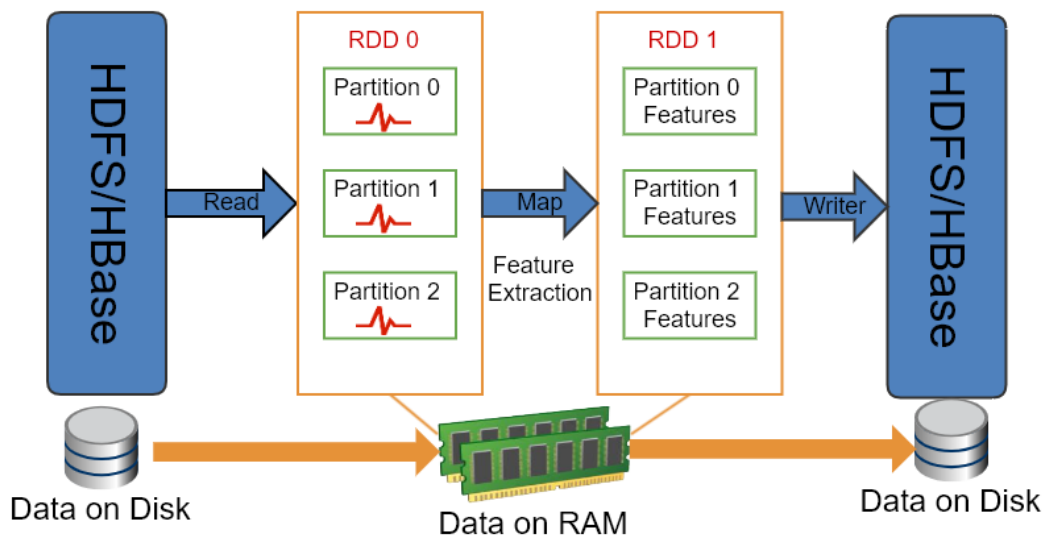 HDFS/HBase
Read
RDD 0
Partition 0
Partition 1
Partition 2
Map
Feature
Extraction
RDD 1
Partition 0
Features
Partition 1
Features
Partition 2
Features
Writer
HDFS/HBase
Data on Disk
Data on RAM
Data on Disk